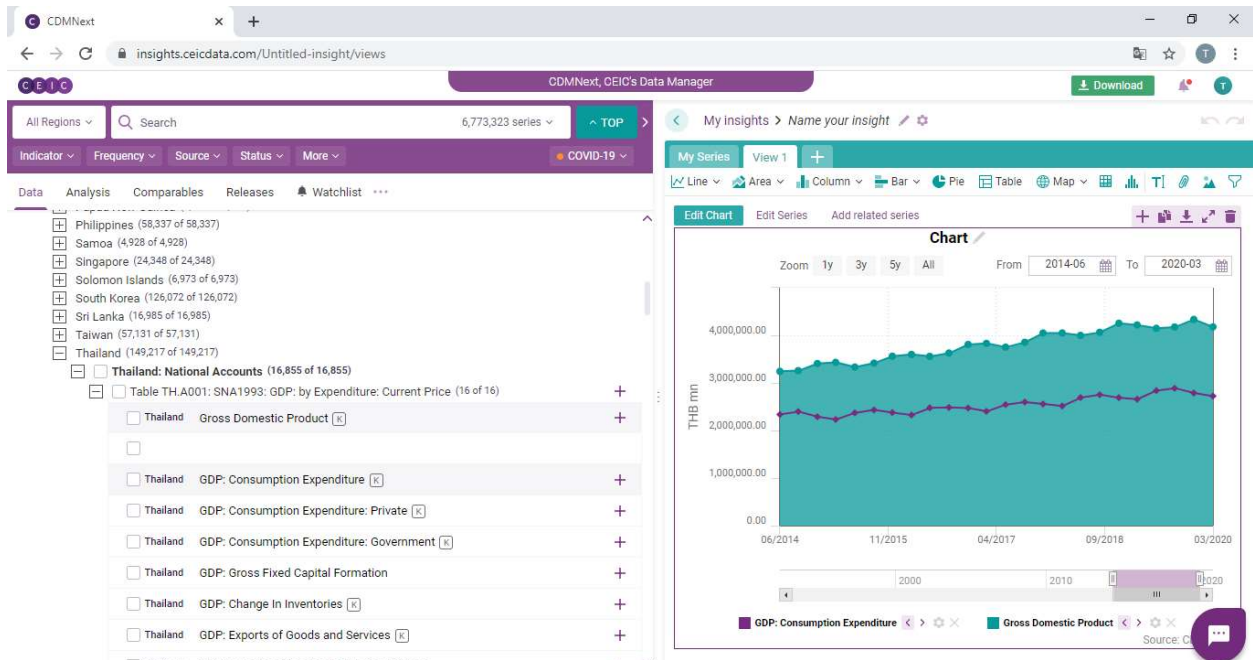 CDMNext
insights.ceicdata.com/Untitled-insight/views
CEIC
CDMNext, CEIC's Data Manager
Download
T
All Regions
Search
6,773,323 series
TOP
Indicator
Frequency
Source
Status
More
COVID-19
Data
Analysis
Comparables
Releases
Watchlist
Philippines (58,337 of 58,337)
Samoa (4,928 of 4,928)
Singapore (24,348 of 24,348)
Solomon Islands (6,973 of 6,973)
South Korea (126,072 of 126,072)
Sri Lanka (16,985 of 16,985)
Taiwan (57,131 of 57,131)
Thailand (149,217 of 149,217)
Thailand: National Accounts (16,855 of 16,855)
Table TH.A001: SNA1993: GDP: by Expenditure: Current Price (16 of 16)
Thailand Gross Domestic Product K
Thailand GDP: Consumption Expenditure K
Thailand GDP: Consumption Expenditure: Private K
Thailand GDP: Consumption Expenditure: Government K
Thailand GDP: Gross Fixed Capital Formation
Thailand GDP: Change In Inventories K
Thailand GDP: Exports of Goods and Services K
My insights > Name your insight
My Series
View 1
Line
Area
Column
Bar
Pie
Table
Map
Edit Chart
Edit Series
Add related series
Chart
Zoom 1y 3y 5y All
From 2014-06 To 2020-03
THB mn
4,000,000.00
3,000,000.00
2,000,000.00
1,000,000.00
0.00
06/2014 11/2015 04/2017 09/2018 03/2020
2000 2010
GDP: Consumption Expenditure
Gross Domestic Product
Source: